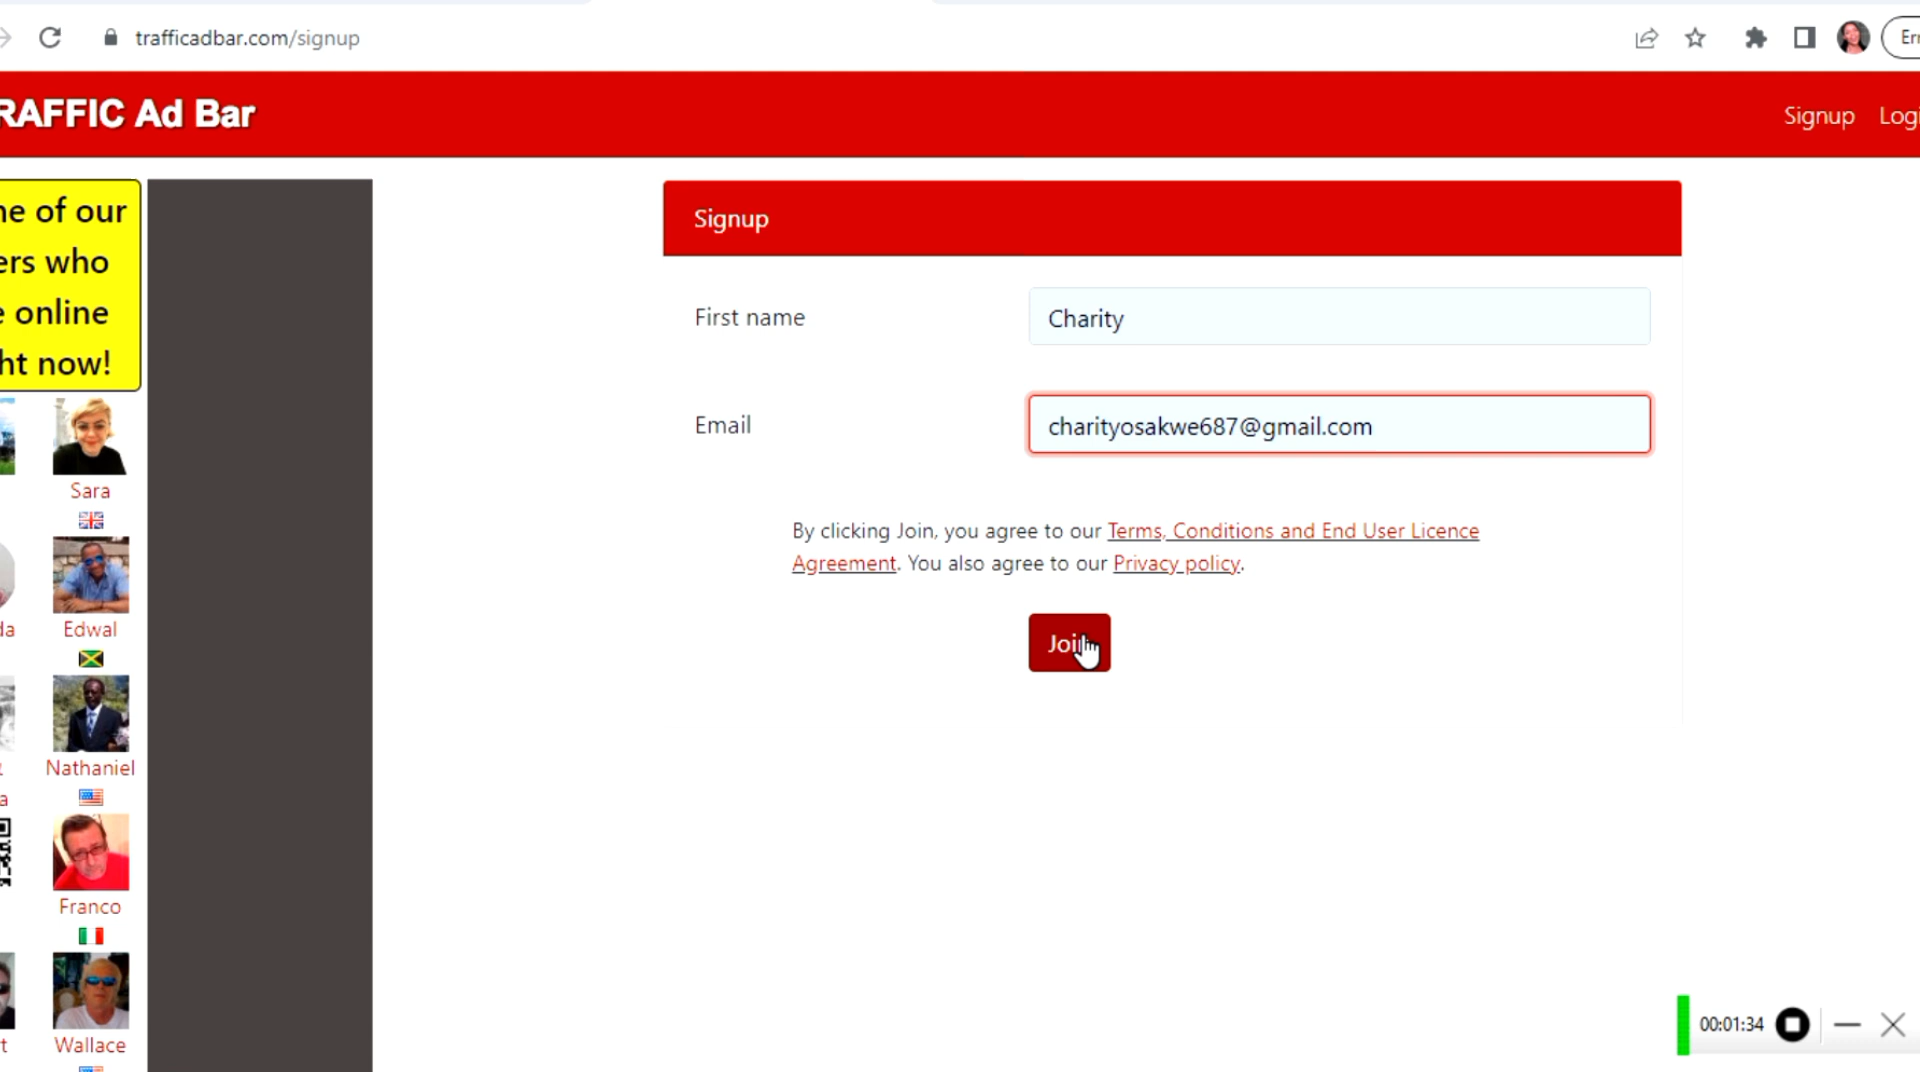 trafficadbar.com/signup
RAFFIC Ad Bar
Signup
ne of our
ers who
e online
ht now!
Signup
First name
Charity
Email
charityosakwe687@gmail.com
Sara
By clicking Join, you agree to our Terms, Conditions and End User Licence
Agreement. You also agree to our Privacy policy.
da
Edwal
Join
Nathaniel
a
Franco
t
Wallace
00:01:34